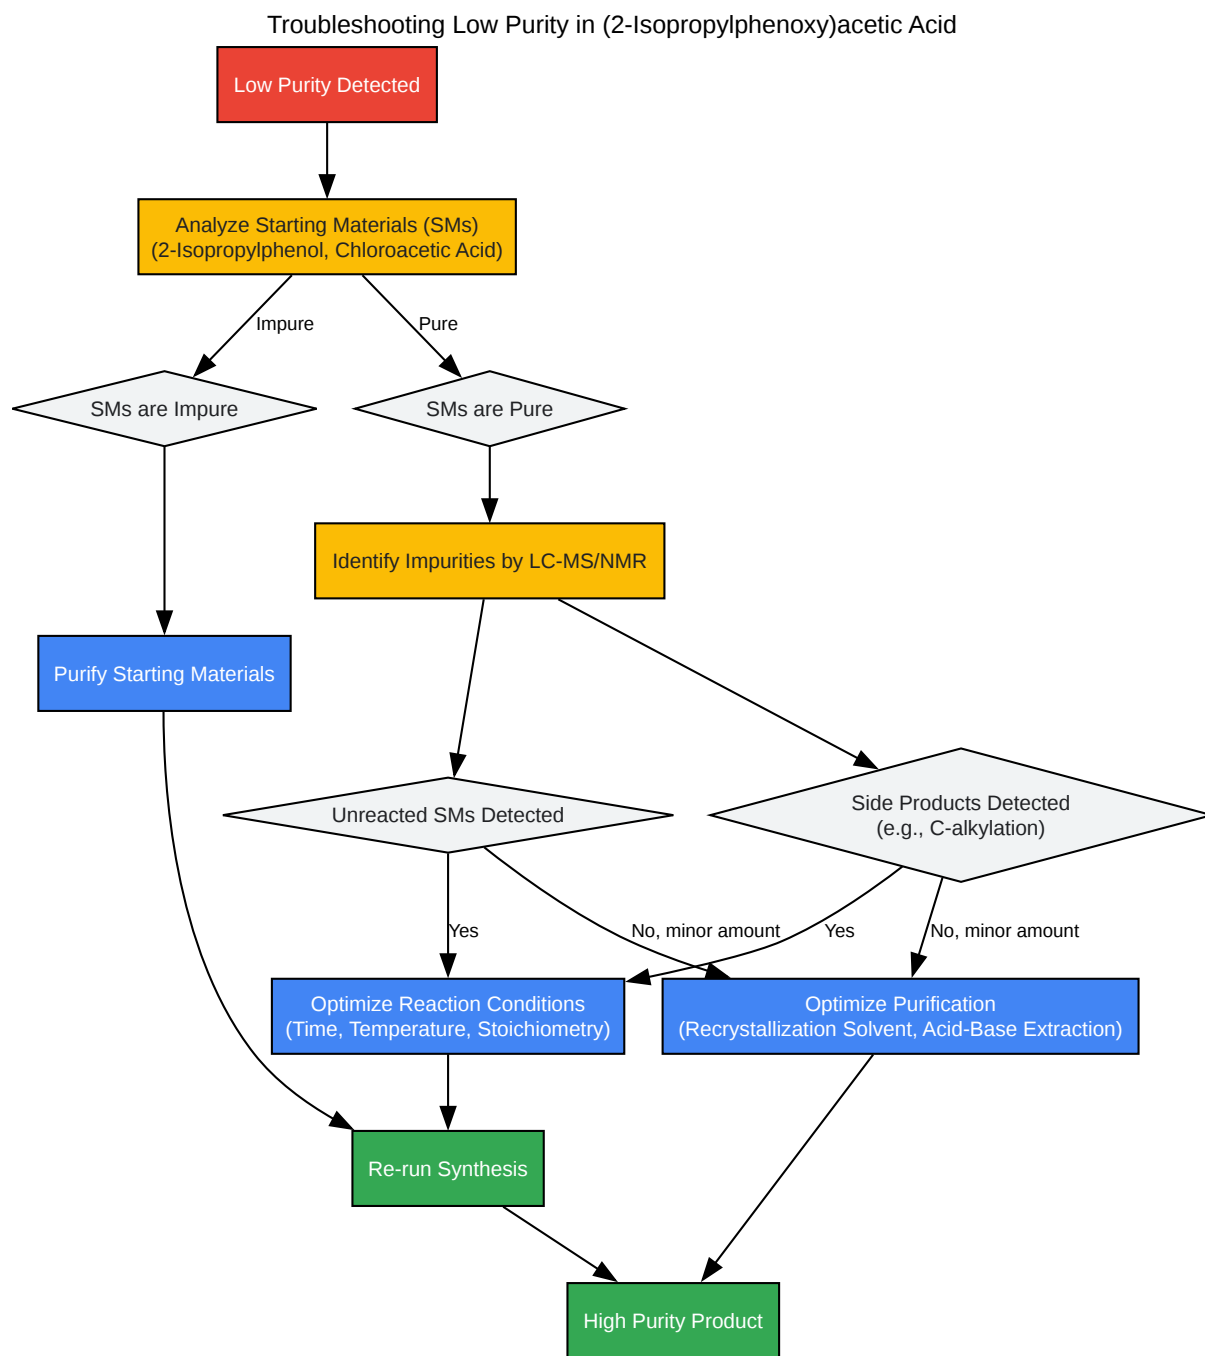 Troubleshooting Low Purity in (2-Isopropylphenoxy)acetic Acid
Low Purity Detected
Analyze Starting Materials (SMs)
(2-Isopropylphenol, Chloroacetic Acid)
Impure
Pure
SMs are Impure
SMs are Pure
Identify Impurities by LC-MS/NMR
Purify Starting Materials
Unreacted SMs Detected
Side Products Detected
(e.g., C-alkylation)
Yes
No, minor amount
Yes
No, minor amount
Optimize Reaction Conditions
(Time, Temperature, Stoichiometry)
Optimize Purification
(Recrystallization Solvent, Acid-Base Extraction)
Re-run Synthesis
High Purity Product